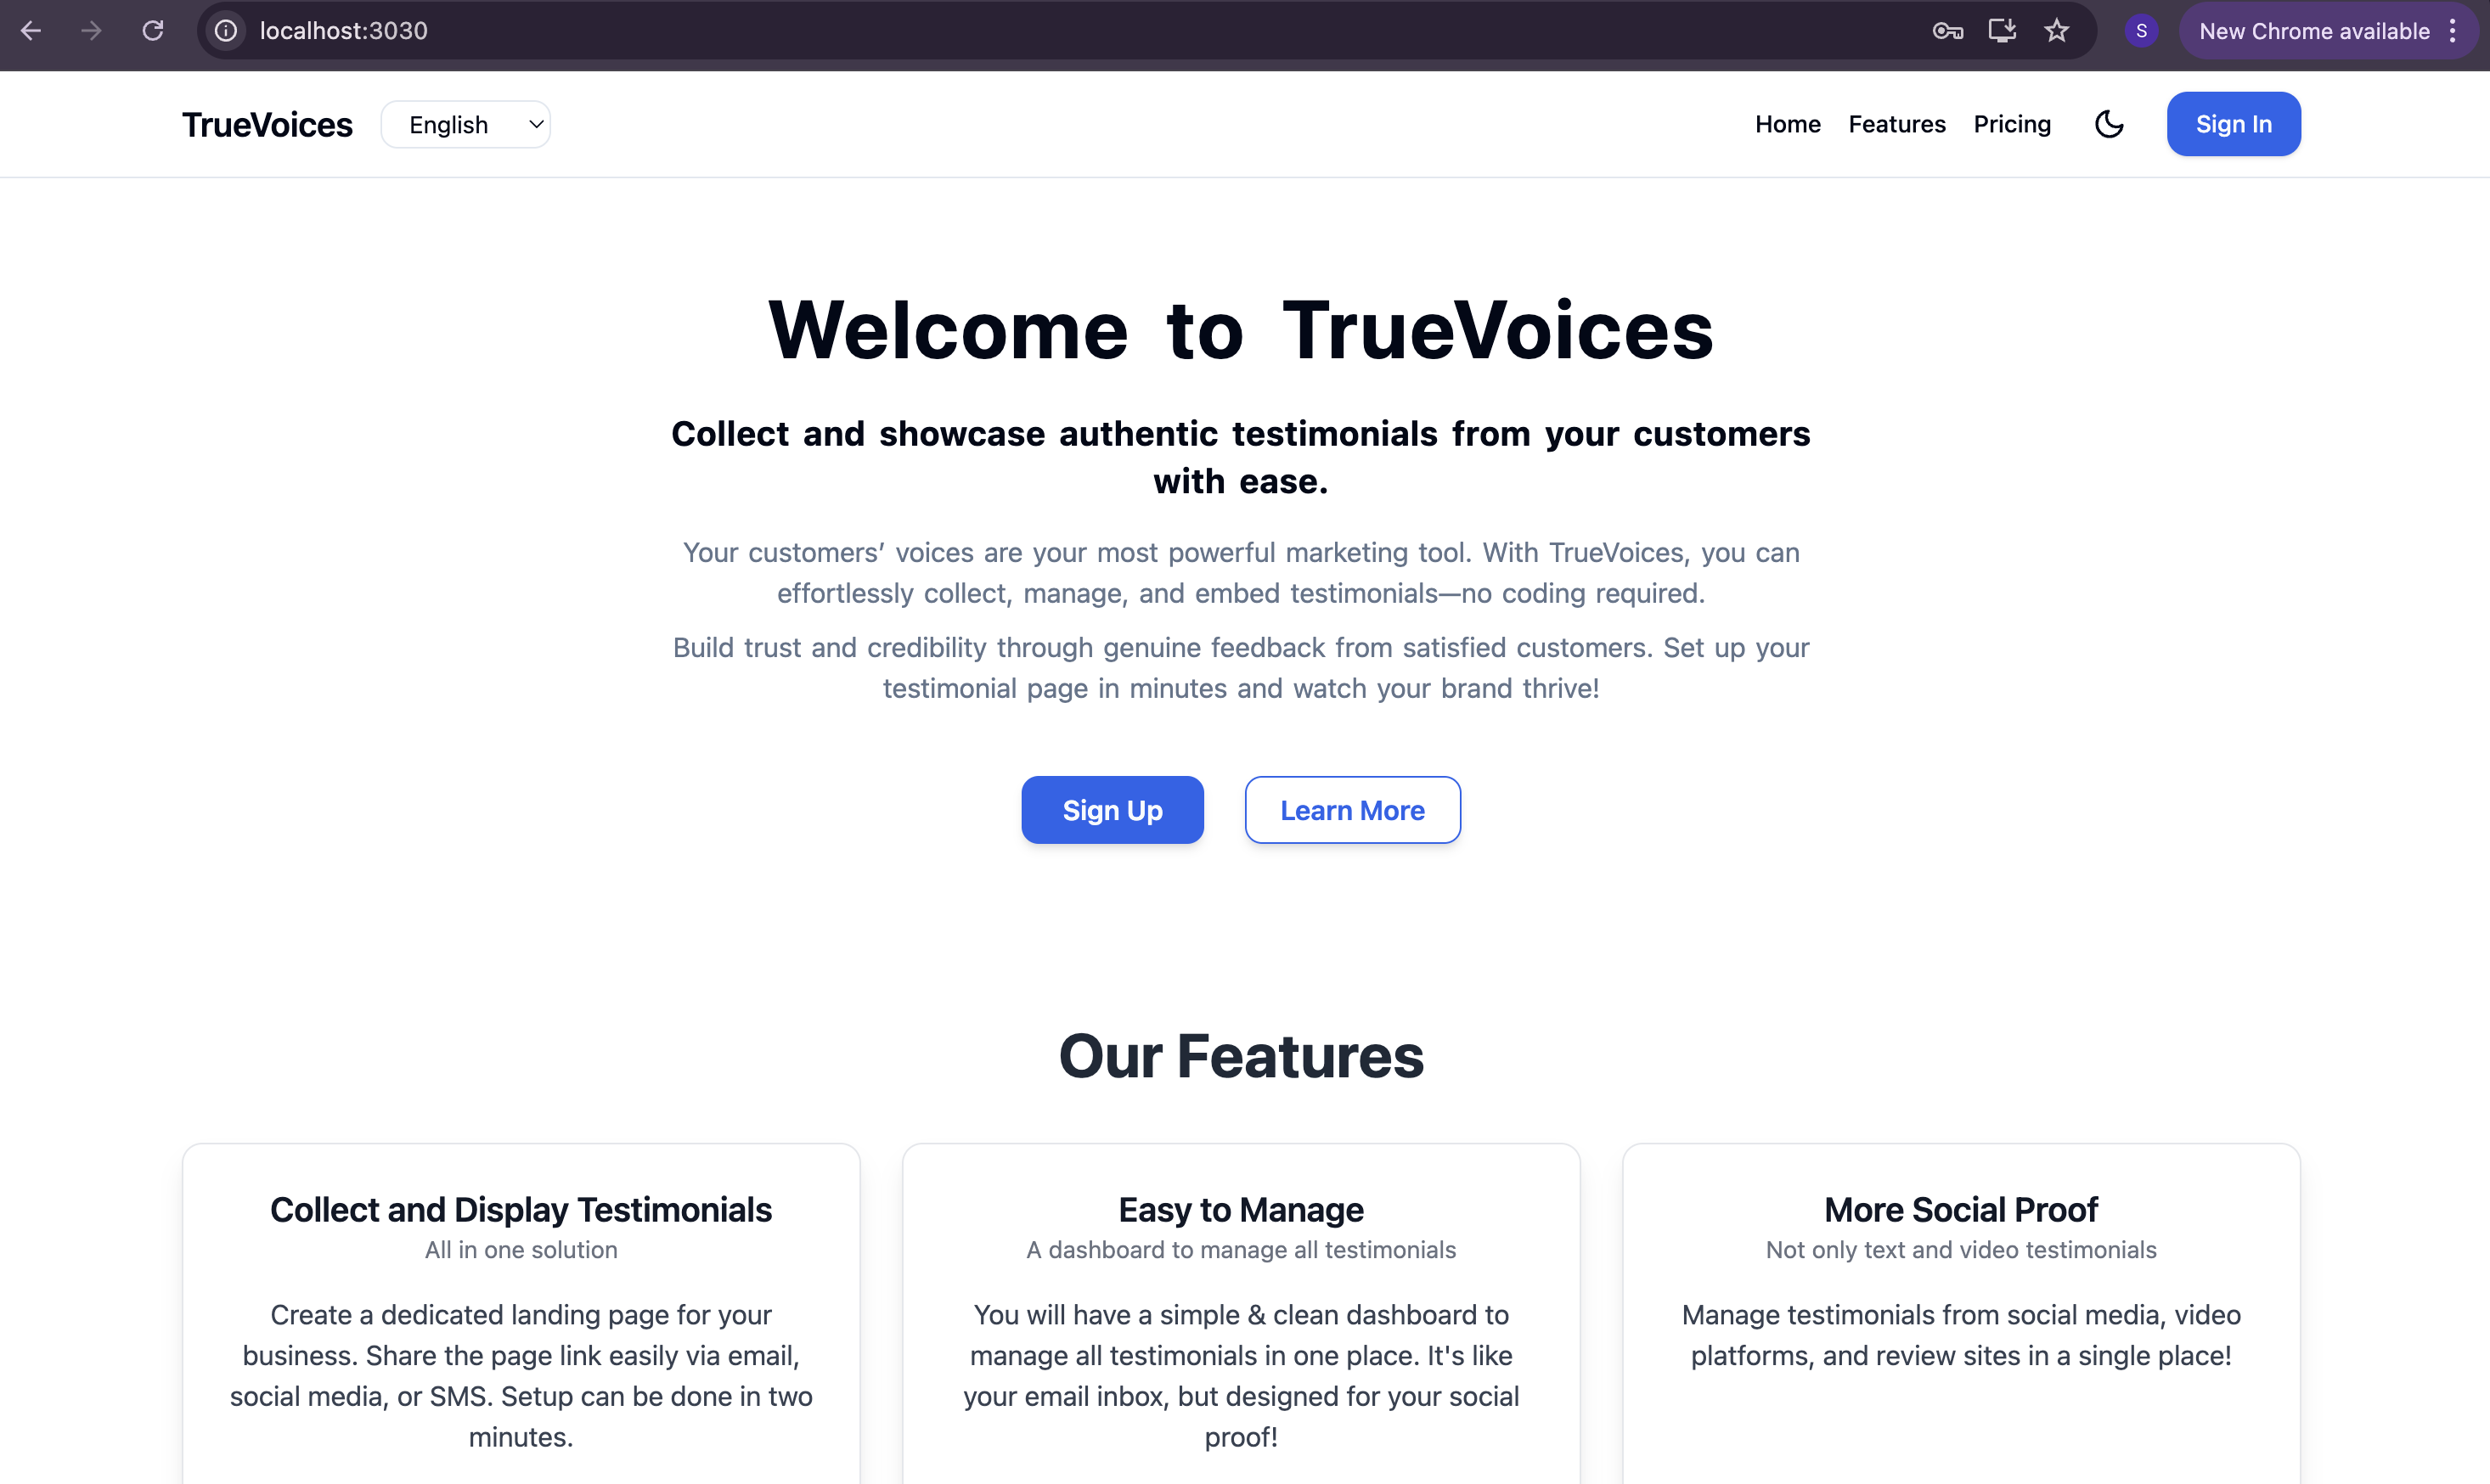 localhost:3030
S
New Chrome available
TrueVoices
English
Home
Features
Pricing
Sign In
Welcome to TrueVoices
Collect and showcase authentic testimonials from your customers
with ease.
Your customers’ voices are your most powerful marketing tool. With TrueVoices, you can
effortlessly collect, manage, and embed testimonials—no coding required.
Build trust and credibility through genuine feedback from satisfied customers. Set up your
testimonial page in minutes and watch your brand thrive!
Sign Up
Learn More
Our Features
Collect and Display Testimonials
All in one solution
Create a dedicated landing page for your
business. Share the page link easily via email,
social media, or SMS. Setup can be done in two
minutes.
Easy to Manage
A dashboard to manage all testimonials
You will have a simple & clean dashboard to
manage all testimonials in one place. It's like
your email inbox, but designed for your social
proof!
More Social Proof
Not only text and video testimonials
Manage testimonials from social media, video
platforms, and review sites in a single place!